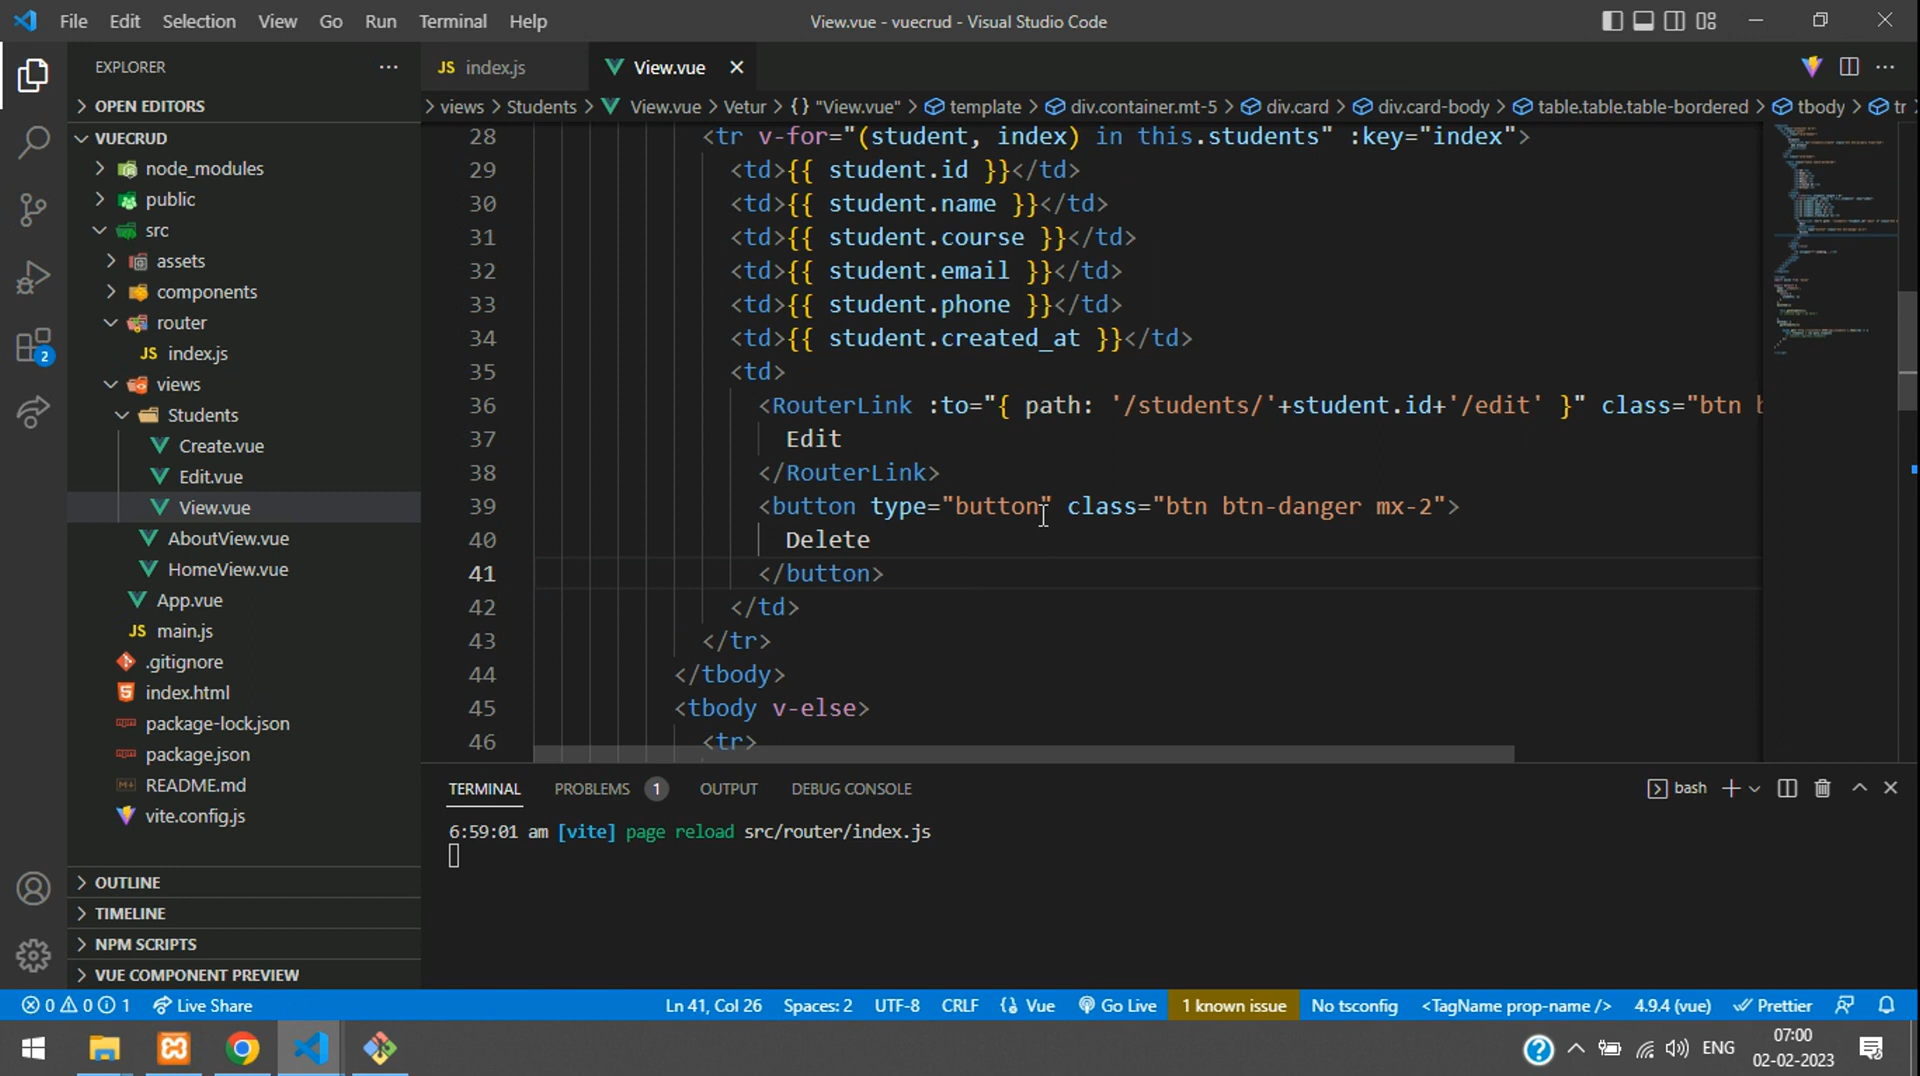 File Edit Selection View Go Run Terminal Help
View.vue - vuecrud - Visual Studio Code
EXPLORER
OPEN EDITORS
VUECRUD
node_modules
public
src
assets
components
router
JS index.js
views
Students
Create.vue
Edit.vue
View.vue
AboutView.vue
HomeView.vue
App.vue
JS main.js
.gitignore
index.html
package-lock.json
package.json
README.md
vite.config.js
OUTLINE
TIMELINE
NPM SCRIPTS
VUE COMPONENT PREVIEW
2
JS index.js
View.vue
views > Students > View.vue > Vetur > {} "View.vue" > template > div.container.mt-5 > div.card > div.card-body > table.table.table-bordered > tbody > tr
28 <tr v-for="(student, index) in this.students" :key="index">
29 <td>{{ student.id }}</td>
30 <td>{{ student.name }}</td>
31 <td>{{ student.course }}</td>
32 <td>{{ student.email }}</td>
33 <td>{{ student.phone }}</td>
34 <td>{{ student.created_at }}</td>
35 <td>
36 <RouterLink :to="{ path: '/students/'+student.id+'/edit' }" class="btn
37 Edit
38 </RouterLink>
39 <button type="button" class="btn btn-danger mx-2">
40 Delete
41 </button>
42 </td>
43 </tr>
44 </tbody>
45 <tbody v-else>
46 <tr>
TERMINAL PROBLEMS 1 OUTPUT DEBUG CONSOLE
bash
6:59:01 am [vite] page reload src/router/index.js
0 0 1 Live Share
Ln 41, Col 26 Spaces: 2 UTF-8 CRLF {} Vue Go Live 1 known issue No tsconfig <TagName prop-name /> 4.9.4 (vue) Prettier
ENG
07:00
02-02-2023